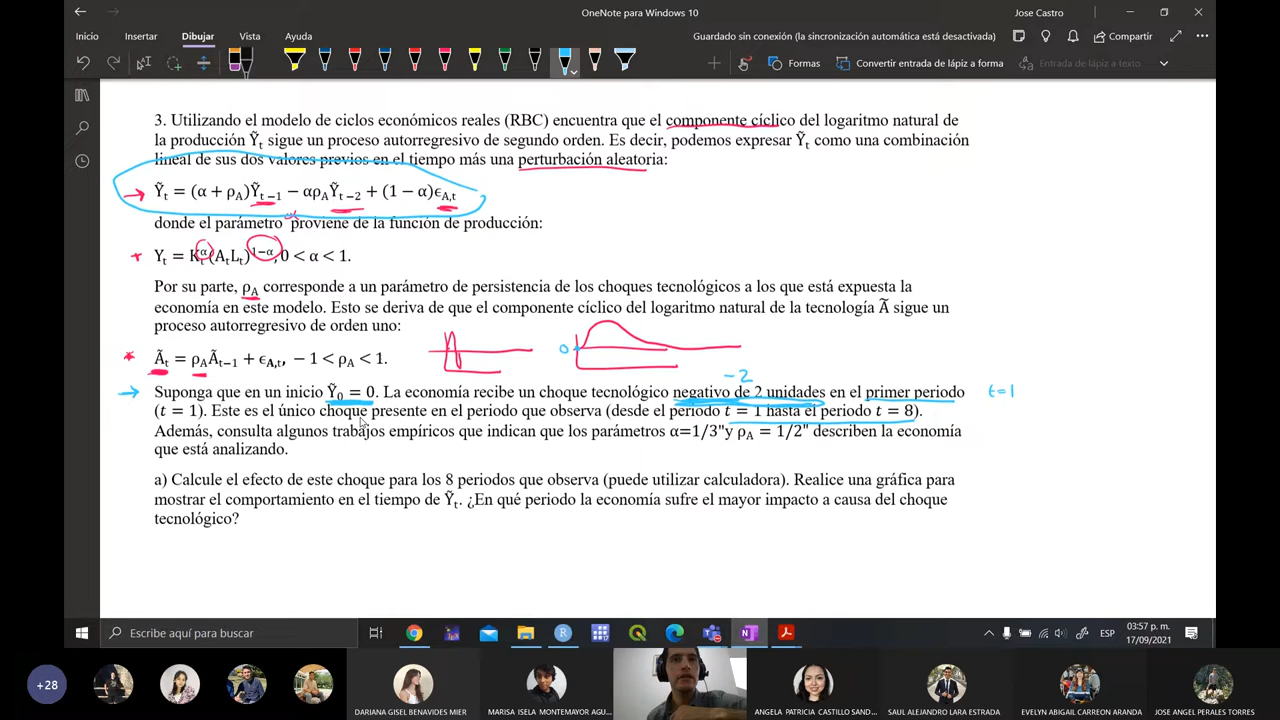 OneNote para Windows 10
Jose Castro
Inicio Insertar Dibujar Vista Ayuda
Guardado sin conexión (la sincronización automática está desactivada)
Compartir
Formas
Convertir entrada de lápiz a forma
Entrada de lápiz a texto
3. Utilizando el modelo de ciclos económicos reales (RBC) encuentra que el componente cíclico del logaritmo natural de
la producción Ỹt sigue un proceso autorregresivo de segundo orden. Es decir, podemos expresar Ỹt como una combinación
lineal de sus dos valores previos en el tiempo más una perturbación aleatoria:
Ỹt = (α + ρA)Ỹt−1 − αρAỸt−2 + (1 − α)ϵA,t
donde el parámetro α proviene de la función de producción:
Yt = Ktα(AtLt)1−α, 0 < α < 1.
Por su parte, ρA corresponde a un parámetro de persistencia de los choques tecnológicos a los que está expuesta la
economía en este modelo. Esto se deriva de que el componente cíclico del logaritmo natural de la tecnología Ã sigue un
proceso autorregresivo de orden uno:
Ãt = ρAÃt−1 + ϵA,t, − 1 < ρA < 1.
0
-2
Suponga que en un inicio Ỹ0 = 0. La economía recibe un choque tecnológico negativo de 2 unidades en el primer periodo
t=1
(t = 1). Este es el único choque presente en el periodo que observa (desde el periodo t = 1 hasta el periodo t = 8).
Además, consulta algunos trabajos empíricos que indican que los parámetros α=1/3"y ρA = 1/2" describen la economía
que está analizando.
a) Calcule el efecto de este choque para los 8 periodos que observa (puede utilizar calculadora). Realice una gráfica para
mostrar el comportamiento en el tiempo de Ỹt. ¿En qué periodo la economía sufre el mayor impacto a causa del choque
tecnológico?
Escribe aquí para buscar
ESP
03:57 p. m.
17/09/2021
+28
DARIANA GISEL BENAVIDES MIER
MARISA ISELA MONTEMAYOR AGU...
ANGELA PATRICIA CASTILLO SAND...
SAUL ALEJANDRO LARA ESTRADA
EVELYN ABIGAIL CARREON ARANDA
JOSE ANGEL PERALES TORRES